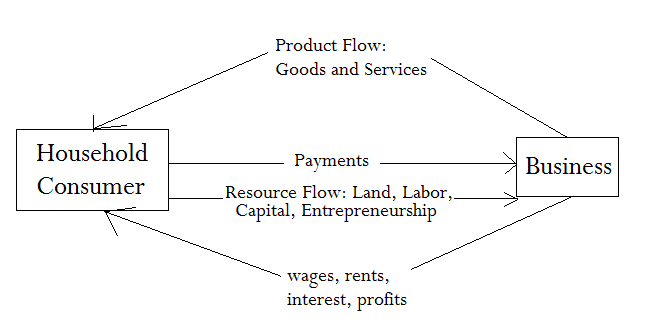 Product Flow:
Goods and Services
Household
Consumer
Payments
Business
Resource Flow: Land, Labor,
Capital, Entrepreneurship
wages, rents,
interest, profits